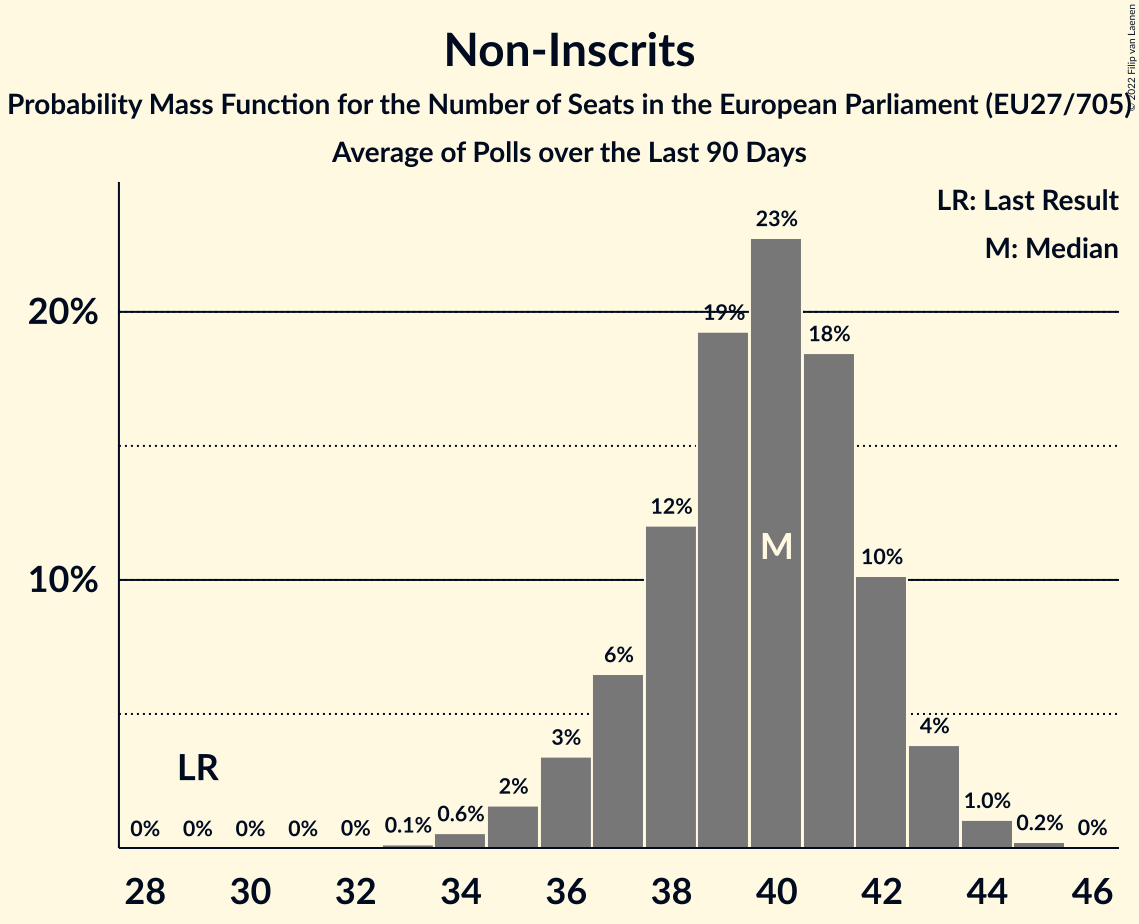 Non-Inscrits
Probability Mass Function for the Number of Seats in the European Parliament (EU27/705)
Average of Polls over the Last 90 Days
© 2022 Filip van Laenen
LR: Last Result
M: Median
20%
10%
LR
M
0%
0%
0%
0%
0%
0.1%
0.6%
2%
3%
6%
12%
19%
23%
18%
10%
4%
1.0%
0.2%
0%
28 30 32 34 36 38 40 42 44 46